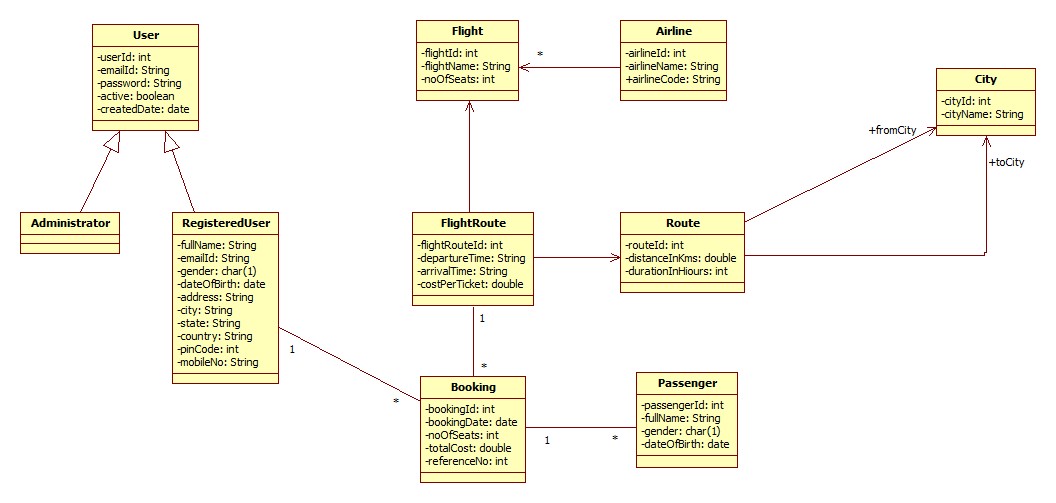 User
-userId: int
-emailId: String
-password: String
-active: boolean
-createdDate: date
Flight
-flightId: int
-flightName: String
-noOfSeats: int
*
Airline
-airlineId: int
-airlineName: String
+airlineCode: String
City
-cityId: int
-cityName: String
+fromCity
+toCity
Administrator
RegisteredUser
-fullName: String
-emailId: String
-gender: char(1)
-dateOfBirth: date
-address: String
-city: String
-state: String
-country: String
-pinCode: int
-mobileNo: String
FlightRoute
-flightRouteId: int
-departureTime: String
-arrivalTime: String
-costPerTicket: double
Route
-routeId: int
-distanceInKms: double
-durationInHiours: int
1
*
1
*
Booking
-bookingId: int
-bookingDate: date
-noOfSeats: int
-totalCost: double
-referenceNo: int
1
*
Passenger
-passengerId: int
-fullName: String
-gender: char(1)
-dateOfBirth: date